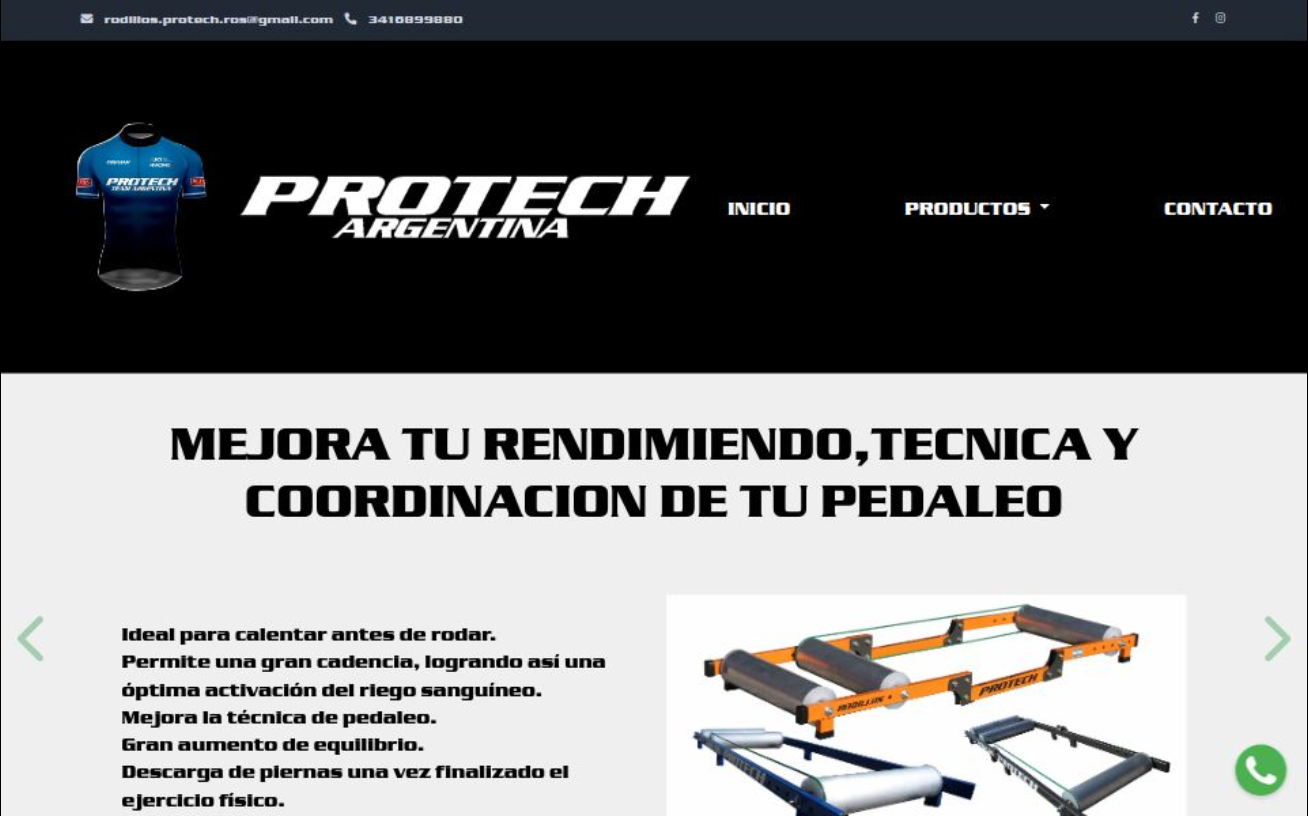 rodillos.protech.ros@gmail.com 3416899880
PROTECH
TEAM ARGENTINA
PROTECH
ARGENTINA
INICIO PRODUCTOS CONTACTO
MEJORA TU RENDIMIENDO,TECNICA Y
COORDINACION DE TU PEDALEO
Ideal para calentar antes de rodar.
Permite una gran cadencia, logrando así una
óptima activación del riego sanguíneo.
Mejora la técnica de pedaleo.
Gran aumento de equilibrio.
Descarga de piernas una vez finalizado el
ejercicio físico.
RODILLOS PROTECH
PROTECH
PROTECH